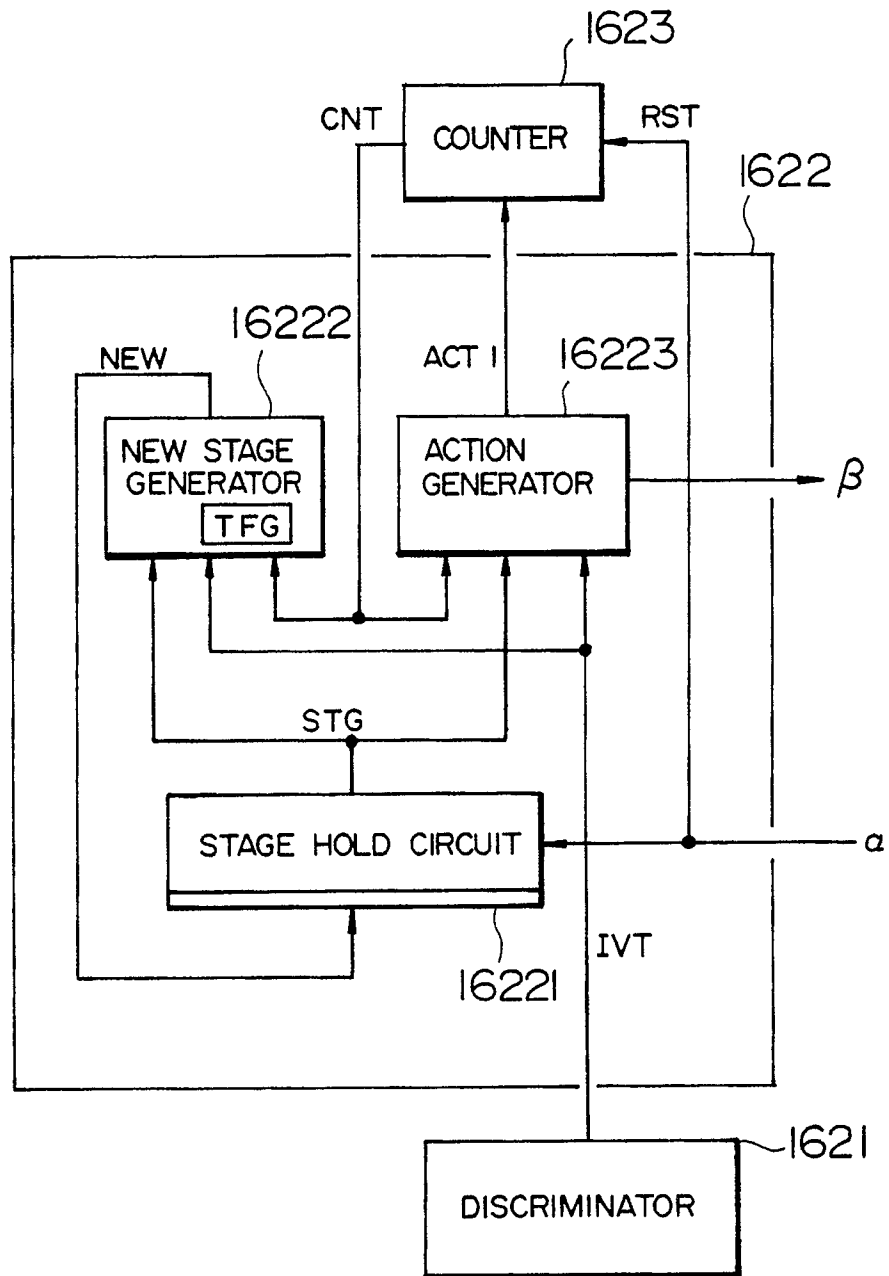 1623
CNT
COUNTER
RST
1622
16222
NEW
ACT 1
16223
NEW STAGE
GENERATOR
TFG
ACTION
GENERATOR
β
STG
STAGE HOLD CIRCUIT
α
IVT
16221
1621
DISCRIMINATOR